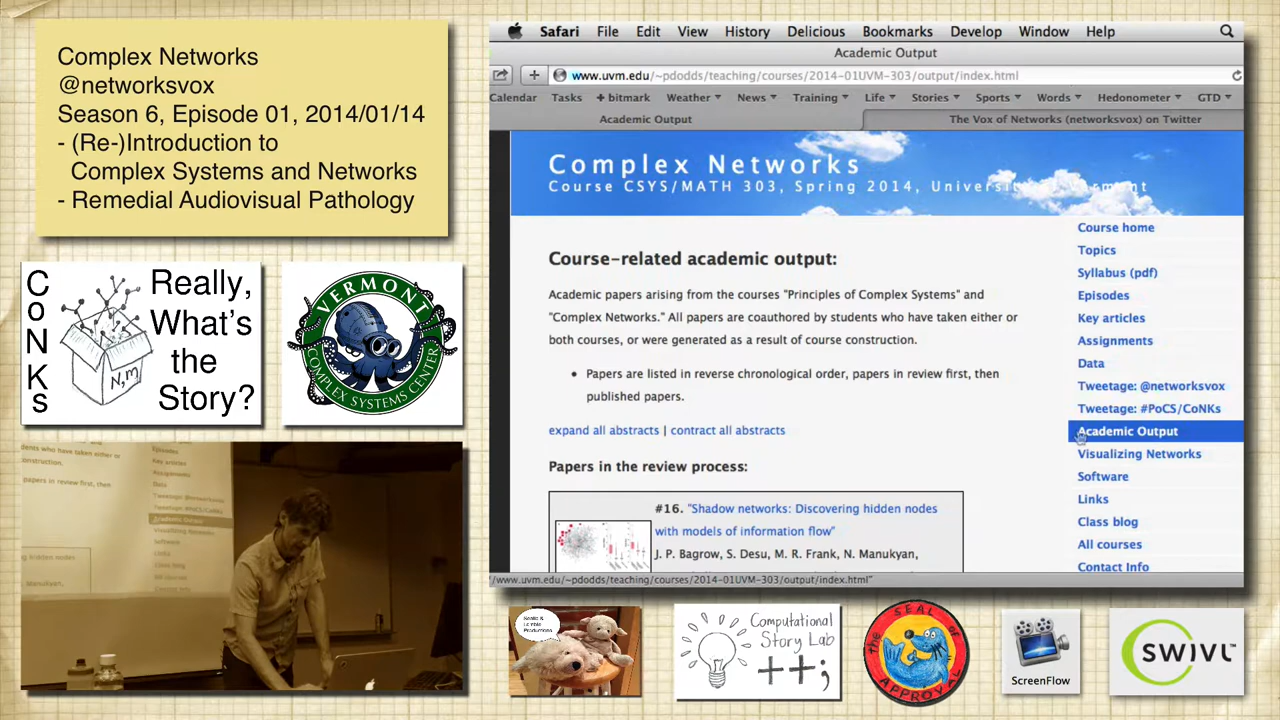 Complex Networks
@networksvox
Season 6, Episode 01, 2014/01/14
- (Re-)Introduction to
Complex Systems and Networks
- Remedial Audiovisual Pathology
CoNKs
Really,
What's
the
Story?
N,m
VERMONT
COMPLEX SYSTEMS CENTER
Safari File Edit View History Delicious Bookmarks Develop Window Help
Academic Output
www.uvm.edu/~pdodds/teaching/courses/2014-01UVM-303/output/index.html
Calendar Tasks + bitmark Weather News Training Life Stories Sports Words Hedonometer GTD
Academic Output
The Vox of Networks (networksvox) on Twitter
Complex Networks
Course CSYS/MATH 303, Spring 2014, University of Vermont
Course-related academic output:
Academic papers arising from the courses "Principles of Complex Systems" and
"Complex Networks." All papers are coauthored by students who have taken either or
both courses, or were generated as a result of course construction.
• Papers are listed in reverse chronological order, papers in review first, then
published papers.
expand all abstracts | contract all abstracts
Papers in the review process:
#16. "Shadow networks: Discovering hidden nodes
with models of information flow"
J. P. Bagrow, S. Desu, M. R. Frank, N. Manukyan,
Course home
Topics
Syllabus (pdf)
Episodes
Key articles
Assignments
Data
Tweetage: @networksvox
Tweetage: #PoCS/CoNKs
Academic Output
Visualizing Networks
Software
Links
Class blog
All courses
Contact Info
/www.uvm.edu/~pdodds/teaching/courses/2014-01UVM-303/output/index.html"
Computational
Story Lab
++;
THE SEAL OF APPROVAL
ScreenFlow
SWIVL™